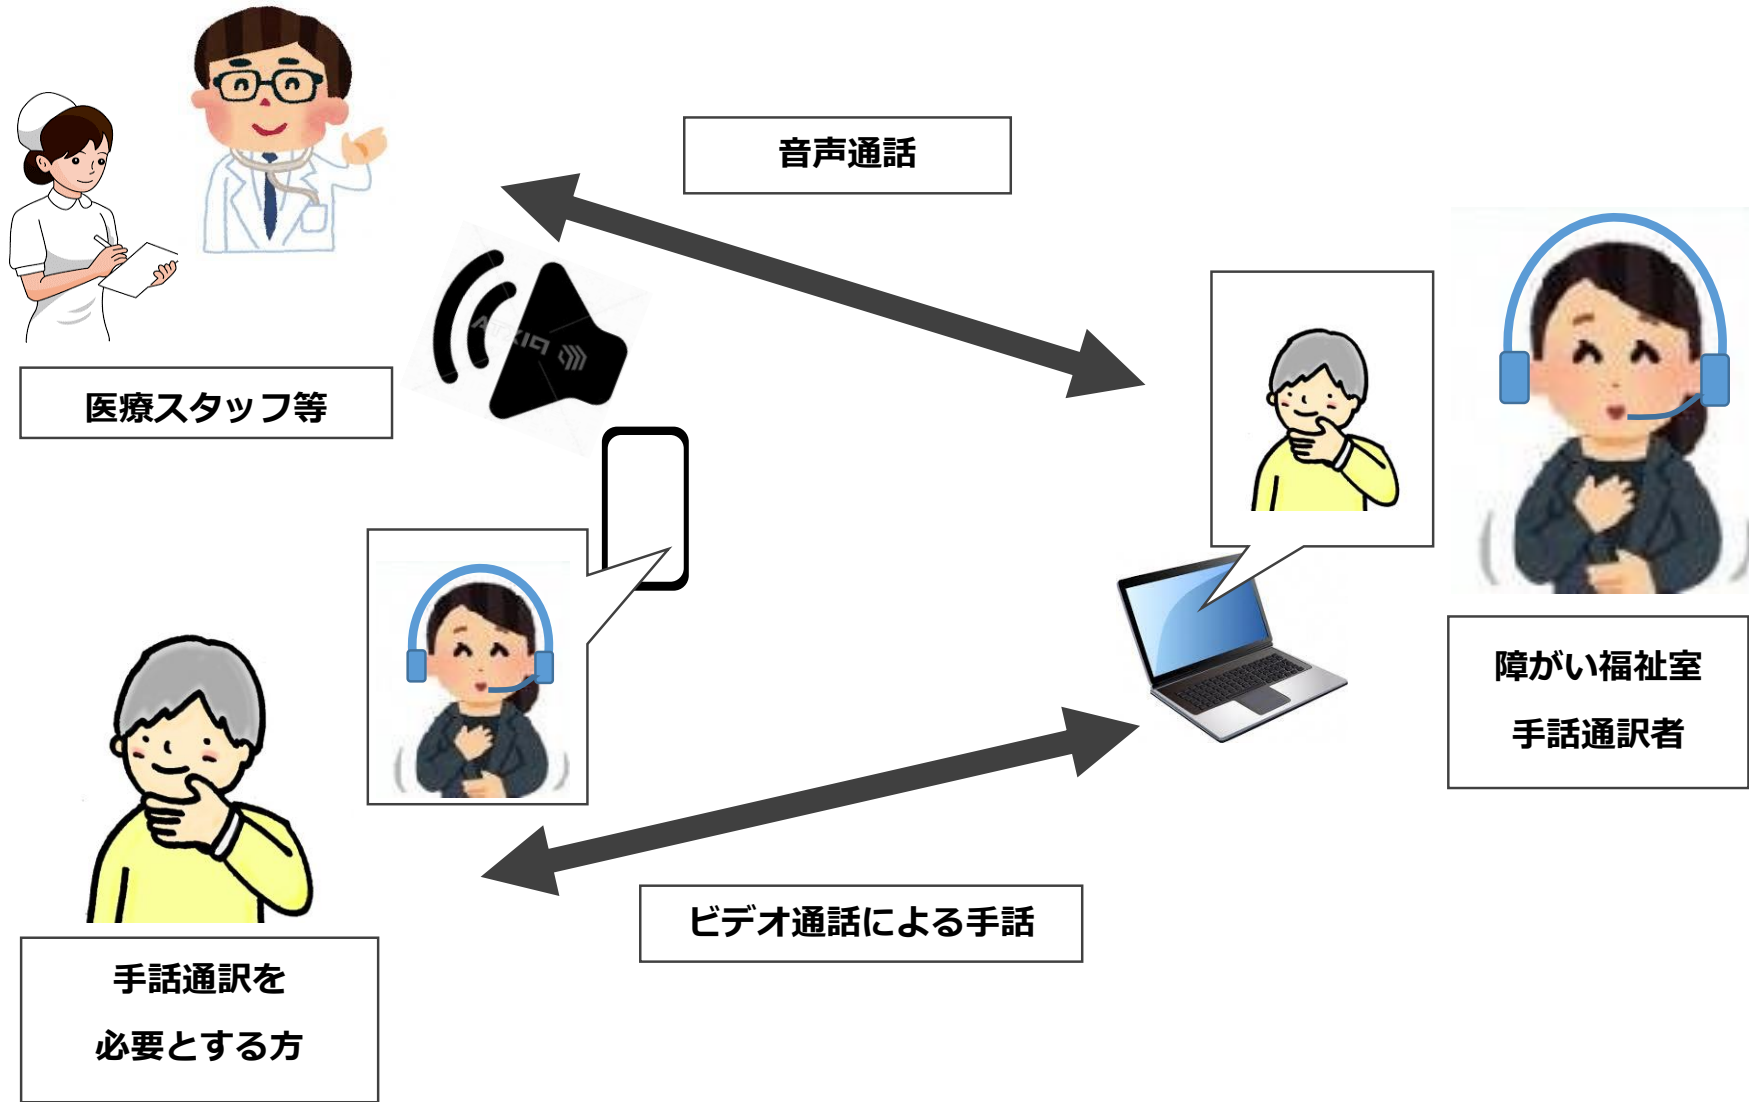 音声通話
医療スタッフ等
PIXTA
障がい福祉室
手話通訳者
ビデオ通話による手話
手話通訳を
必要とする方